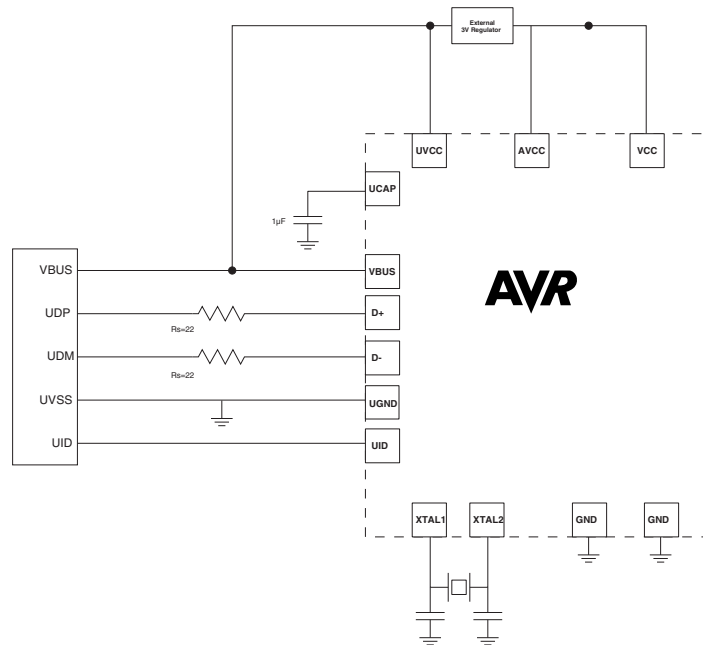 External
3V Regulator
UVCC
AVCC
VCC
UCAP
1µF
VBUS
VBUS
AVR
UDP
D+
Rs=22
UDM
D-
Rs=22
UVSS
UGND
UID
UID
XTAL1
XTAL2
GND
GND